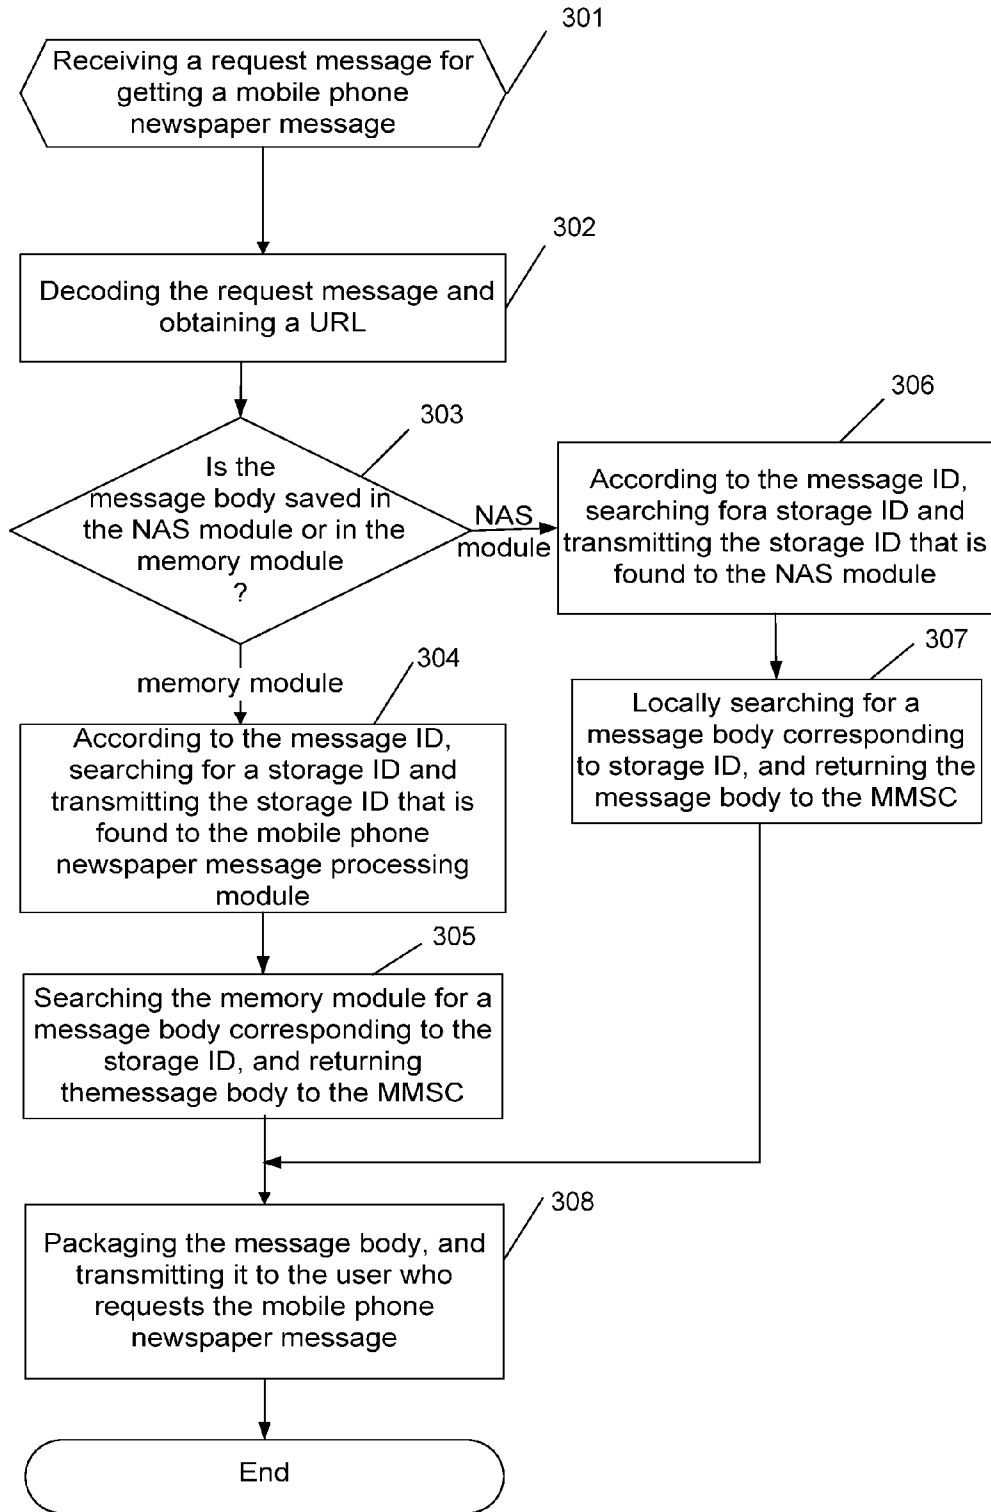 301
Receiving a request message for
getting a mobile phone
newspaper message
302
Decoding the request message and
obtaining a URL
303
Is the
message body saved in
the NAS module or in the
memory module
?
NAS
module
306
According to the message ID,
searching fora storage ID and
transmitting the storage ID that is
found to the NAS module
307
Locally searching for a
message body corresponding
to storage ID, and returning the
message body to the MMSC
memory module
304
According to the message ID,
searching for a storage ID and
transmitting the storage ID that is
found to the mobile phone
newspaper message processing
module
305
Searching the memory module for a
message body corresponding to the
storage ID, and returning
themessage body to the MMSC
308
Packaging the message body, and
transmitting it to the user who
requests the mobile phone
newspaper message
End